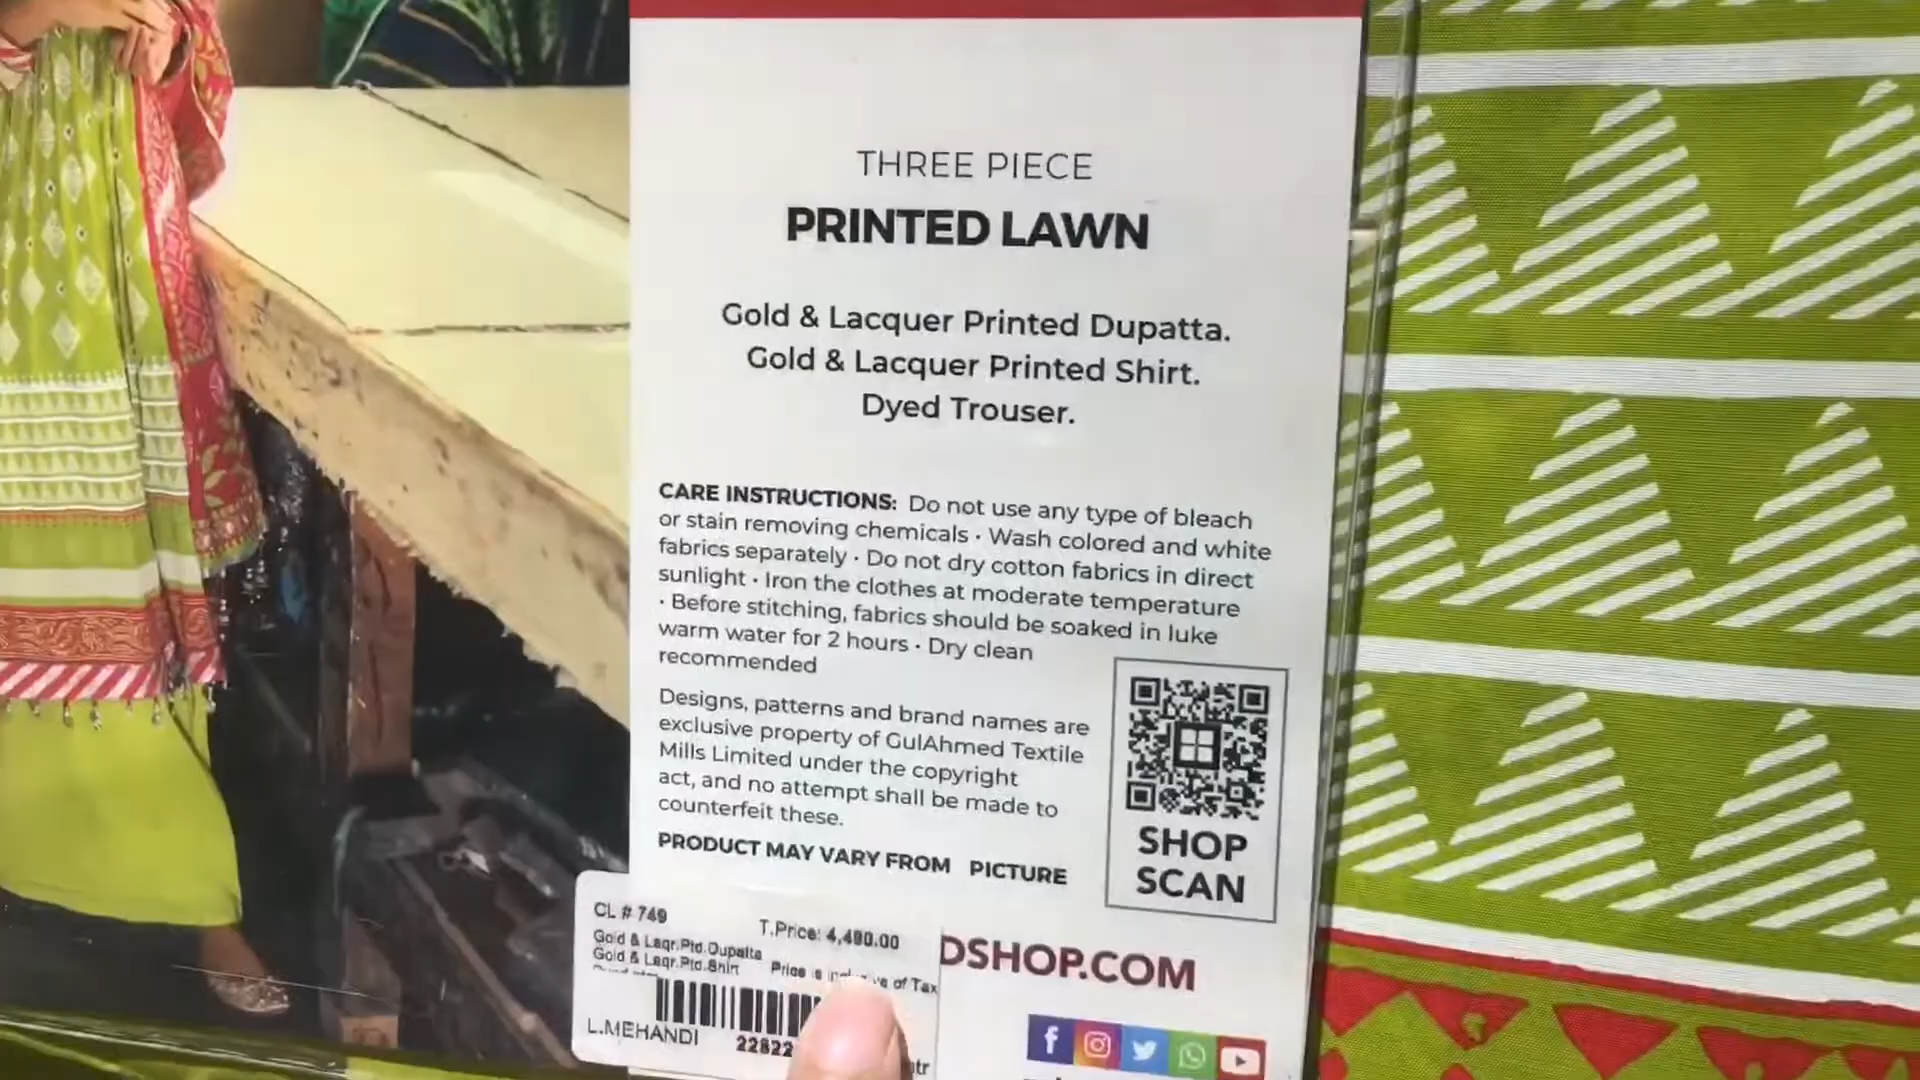 THREE PIECE
PRINTED LAWN
Gold & Lacquer Printed Dupatta.
Gold & Lacquer Printed Shirt.
Dyed Trouser.
CARE INSTRUCTIONS: Do not use any type of bleach
or stain removing chemicals · Wash colored and white
fabrics separately · Do not dry cotton fabrics in direct
sunlight · Iron the clothes at moderate temperature
· Before stitching, fabrics should be soaked in luke
warm water for 2 hours · Dry clean
recommended
Designs, patterns and brand names are
exclusive property of GulAhmed Textile
Mills Limited under the copyright
act, and no attempt shall be made to
counterfeit these.
PRODUCT MAY VARY FROM PICTURE
SHOP
SCAN
CL # 749
T.Price: 4,490.00
Gold & Laqr.Ptd.Dupatta
Gold & Laqr.Ptd.Shirt
Price is of Tax
L.MEHANDI
22822
DSHOP.COM